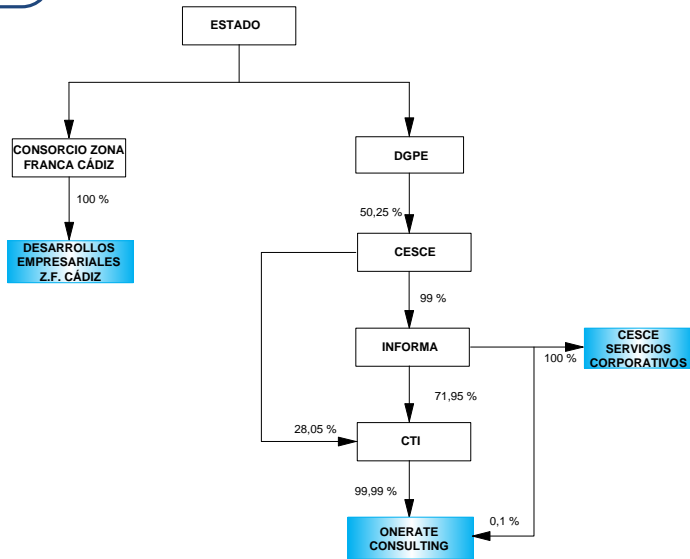 ESTADO
CONSORCIO ZONA
FRANCA CÁDIZ
DGPE
100 %
50,25 %
DESARROLLOS
EMPRESARIALES
Z.F. CÁDIZ
CESCE
99 %
INFORMA
100 %
CESCE
SERVICIOS
CORPORATIVOS
71,95 %
28,05 %
CTI
99,99 %
0,1 %
ONERATE
CONSULTING